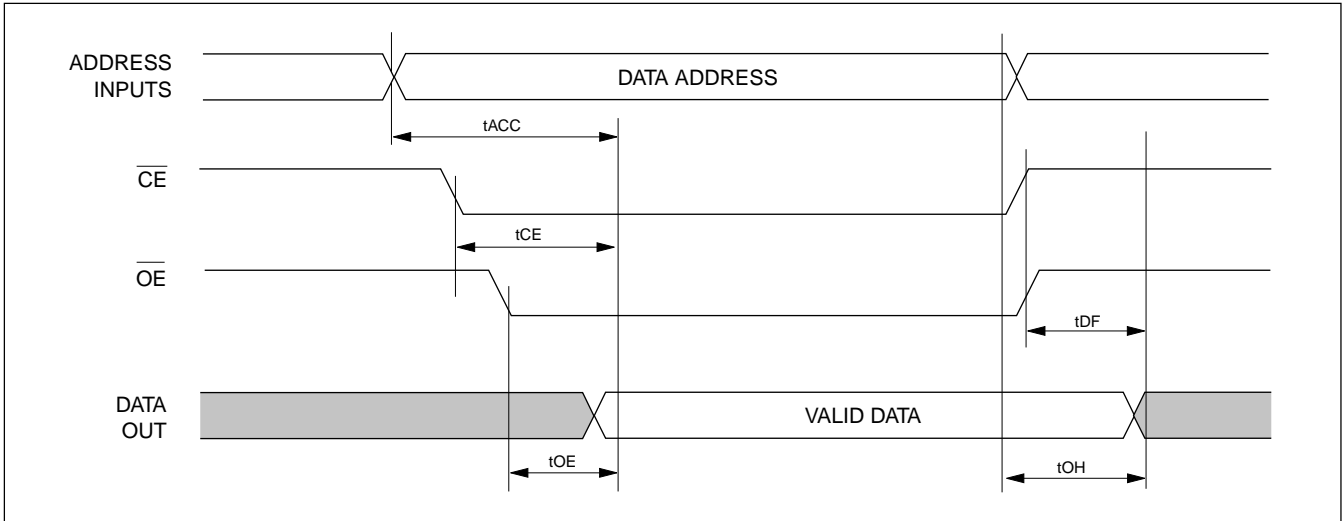 ADDRESS
INPUTS
DATA ADDRESS
tACC
CE
tCE
OE
tDF
DATA
OUT
VALID DATA
tOE
tOH